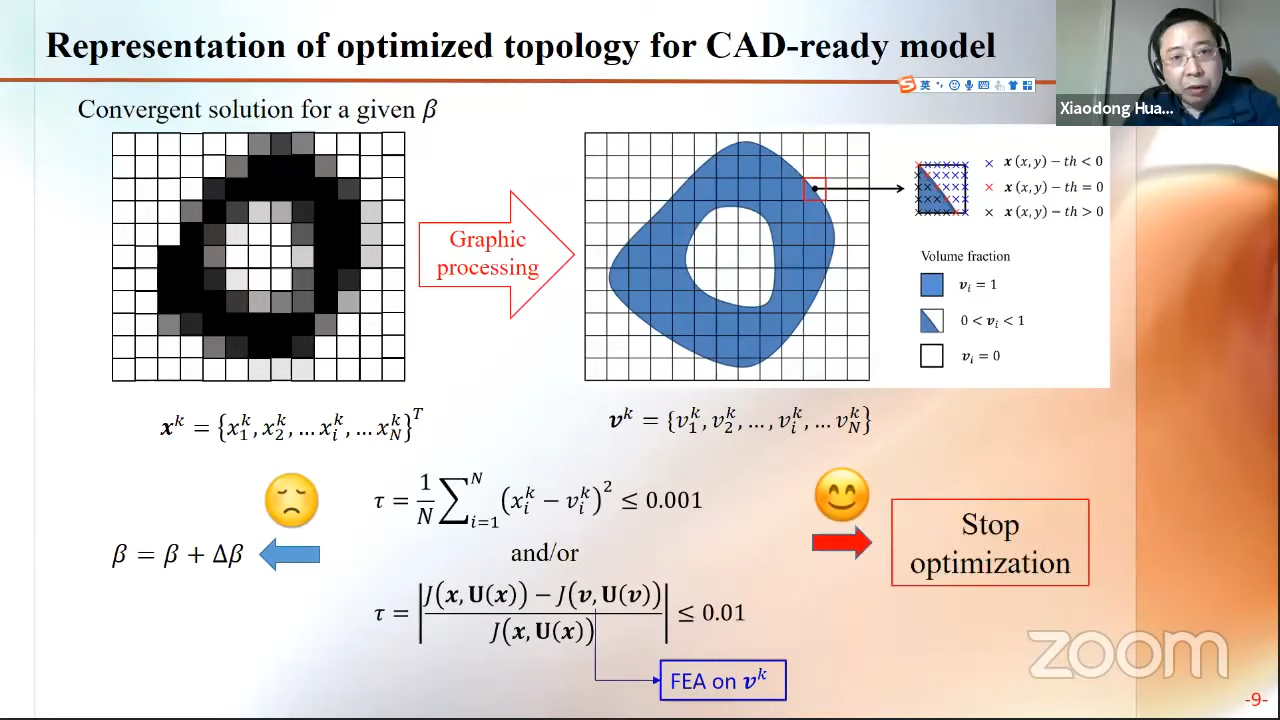 Representation of optimized topology for CAD-ready model
英
Xiaodong Hua...
Convergent solution for a given β
Graphic
processing
× x(x, y) − th < 0
× x(x, y) − th = 0
× x(x, y) − th > 0
Volume fraction
vᵢ = 1
0 < vᵢ < 1
vᵢ = 0
xᵏ = {x₁ᵏ, x₂ᵏ, … xᵢᵏ, … x_Nᵏ}ᵀ
vᵏ = {v₁ᵏ, v₂ᵏ, …, vᵢᵏ, … v_Nᵏ}
τ = 1/N ∑ᵢ₌₁ᴺ (xᵢᵏ − vᵢᵏ)² ≤ 0.001
and/or
β = β + Δβ
Stop
optimization
τ = |J(x, U(x)) − J(v, U(v)) / J(x, U(x))| ≤ 0.01
FEA on vᵏ
zoom
-9-